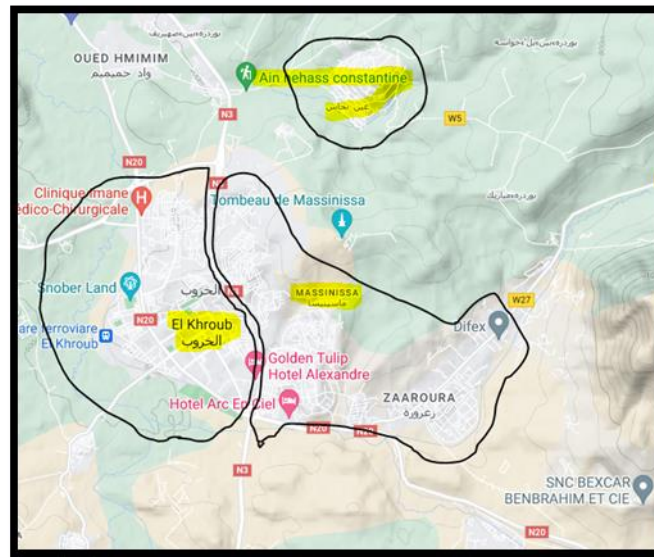 OUED HMIMIM
واد حميميم
Ain nehass constantine
عين نحاس
N3
W5
N20
Clinique Imane
édico-Chirurgicale
Tombeau de Massinissa
Snober Land
الخروب
MASSINISSA
ماسينيسا
W27
N20
El Khroub
الخروب
are ferroviaire
El Khroub
Difex
Golden Tulip
Hotel Alexandre
ZAAROURA
زعرورة
Hotel Arc En Ciel
N20
N20
N3
SNC BEXCAR
BENBRAHIM ET CIE
N20